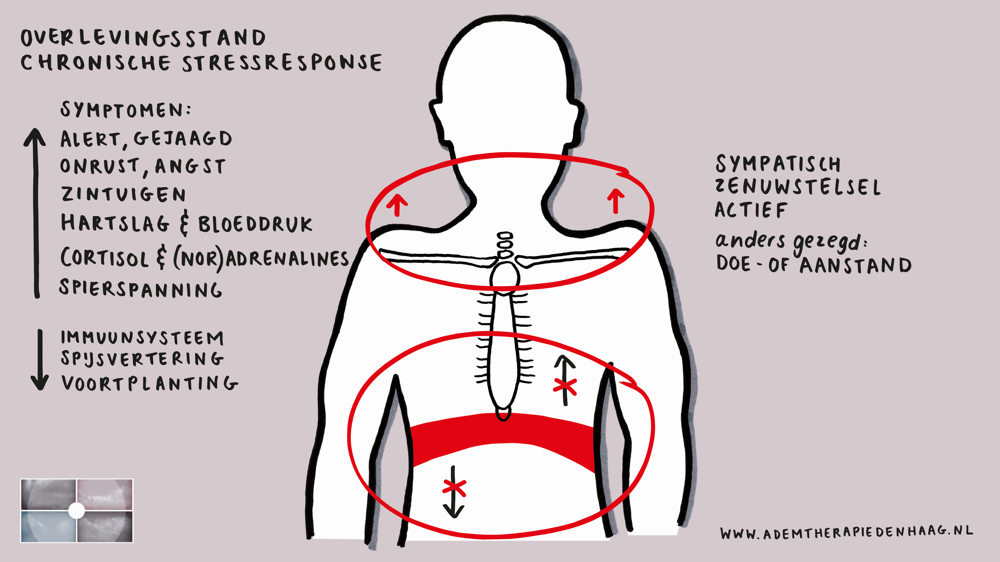 OVERLEVINGSSTAND
CHRONISCHE STRESSRESPONSE
SYMPTOMEN:
ALERT, GEJAAGD
ONRUST, ANGST
ZINTUIGEN
HARTSLAG & BLOEDDRUK
CORTISOL & (NOR)ADRENALINES
SPIERSPANNING
IMMUUNSYSTEEM
SPIJSVERTERING
VOORTPLANTING
SYMPATISCH
ZENUWSTELSEL
ACTIEF
anders gezegd:
DOE- OF AANSTAND
WWW.ADEMTHERAPIEDENHAAG.NL